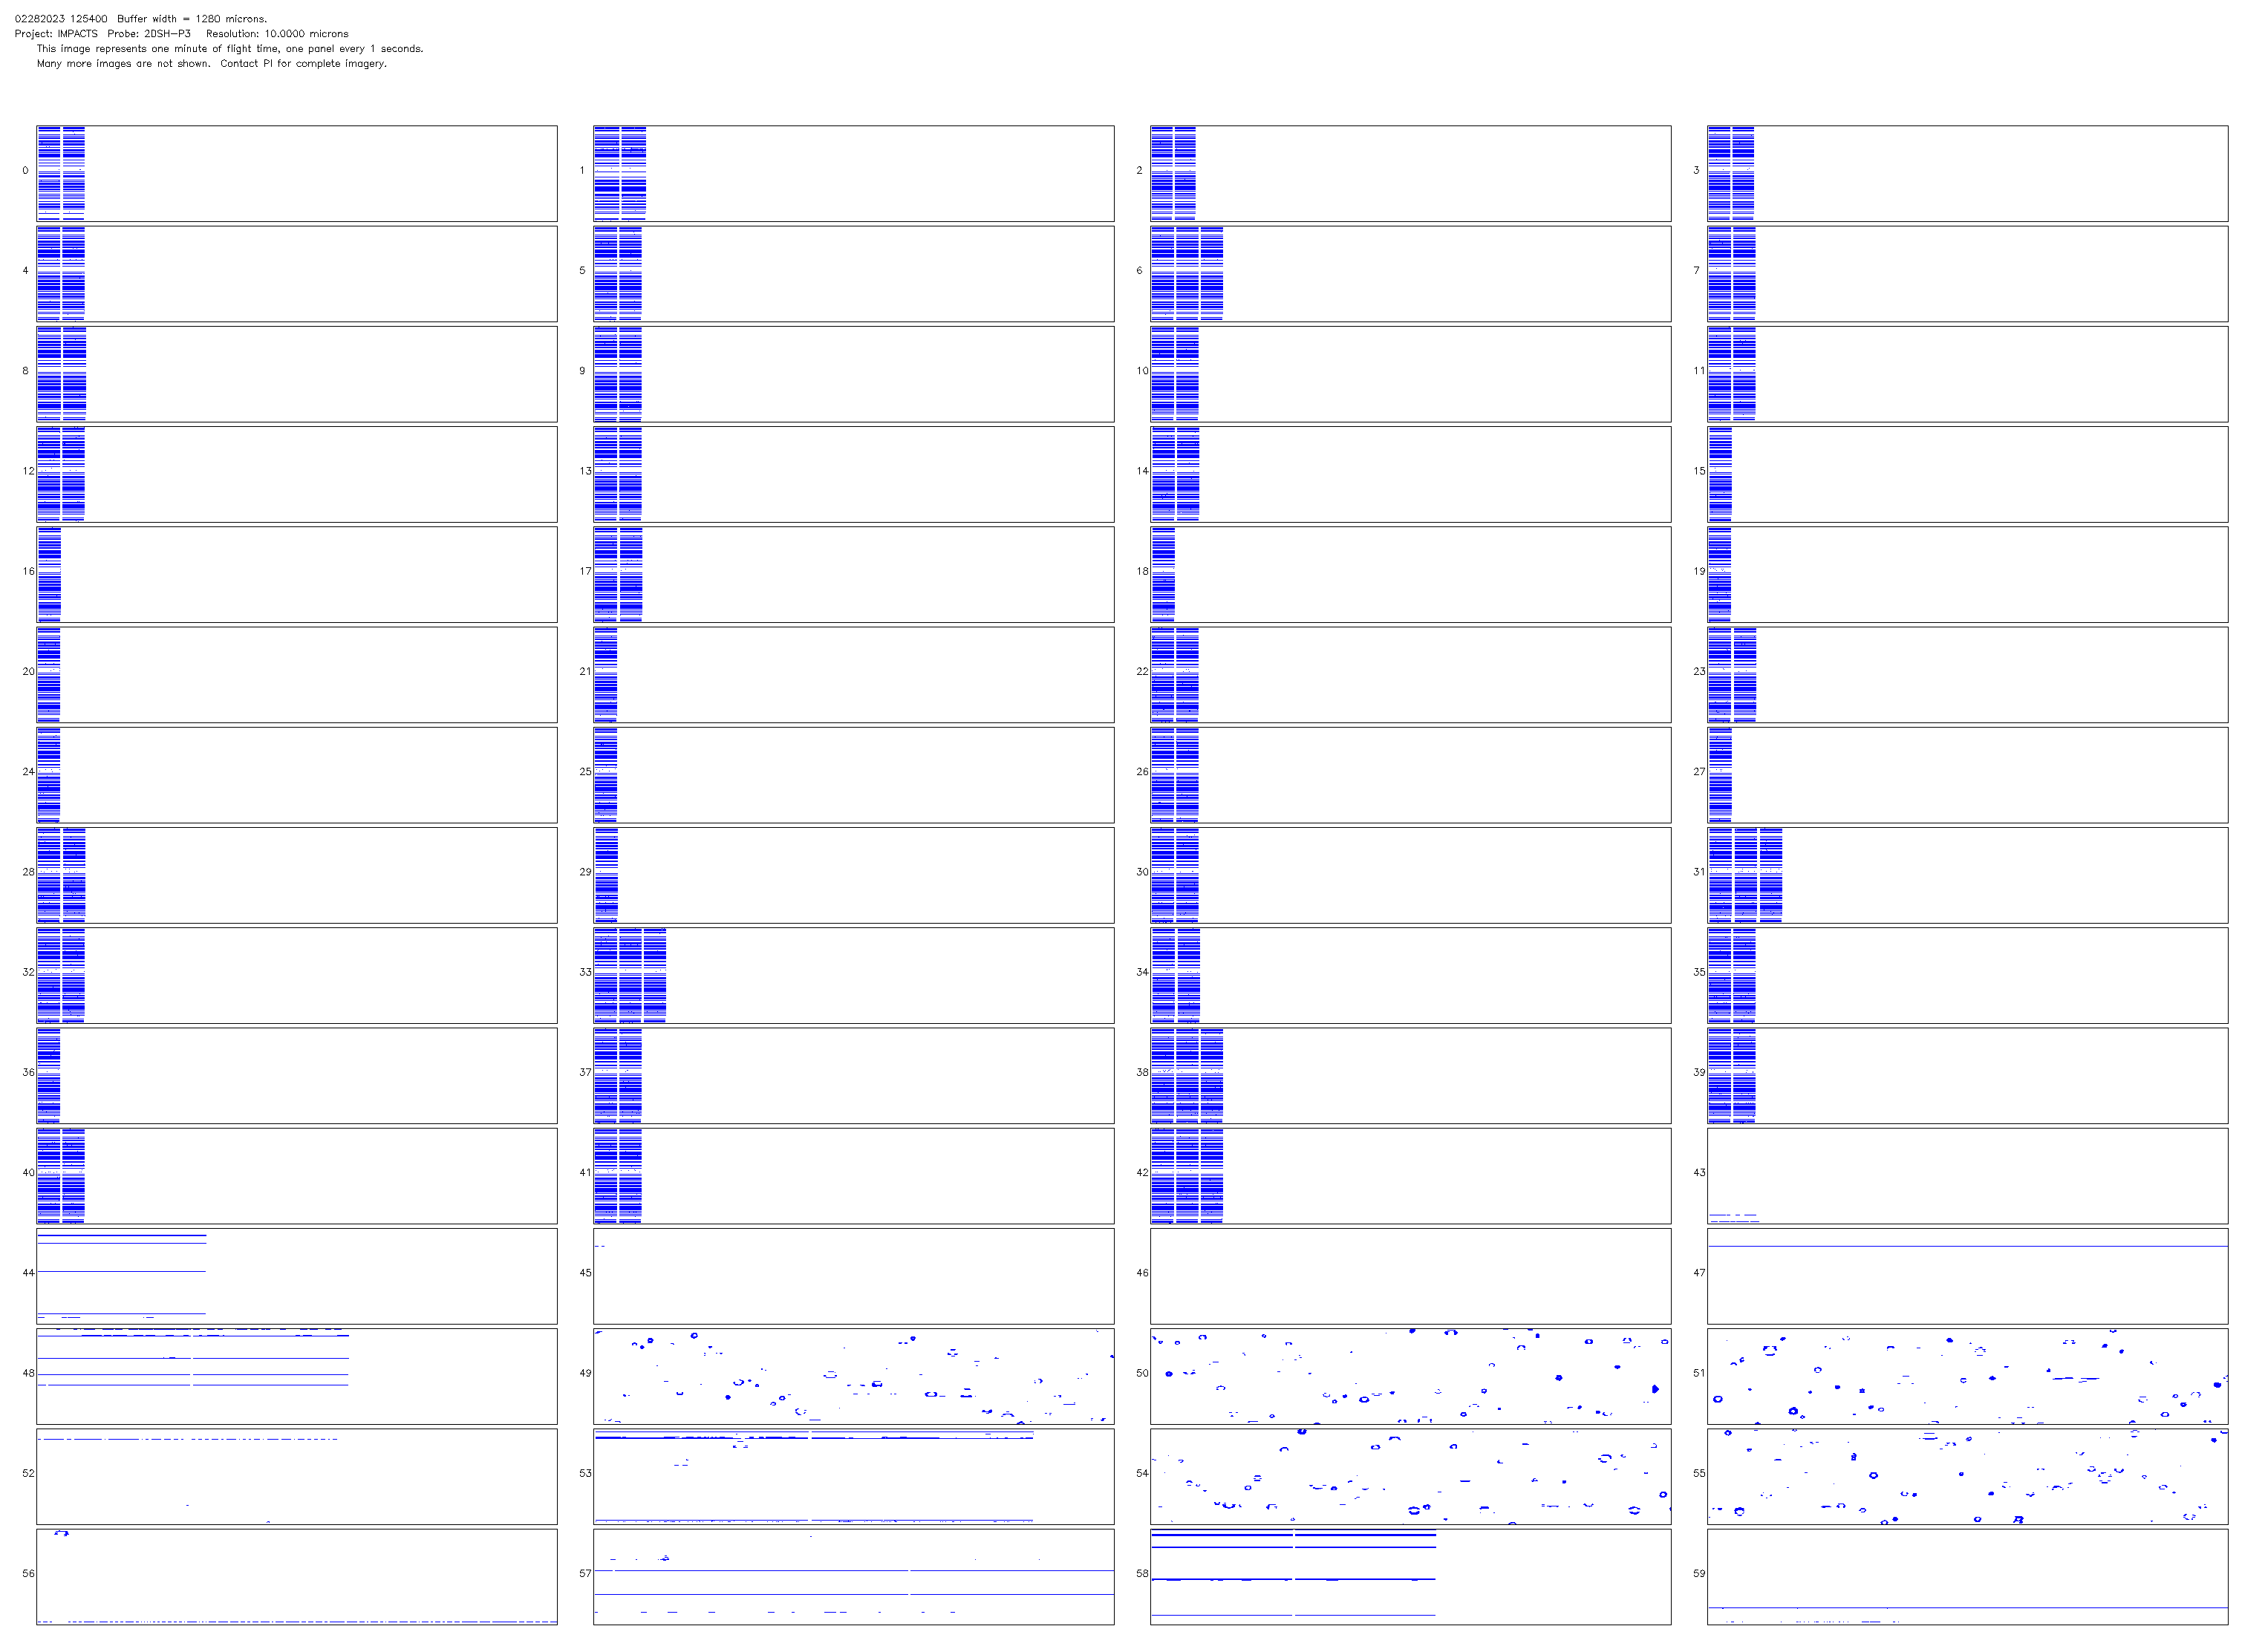 02282023 125400 Buffer width = 1280 microns.
Project: IMPACTS Probe: 2DSH-P3 Resolution: 10.0000 microns
This image represents one minute of flight time, one panel every 1 seconds.
Many more images are not shown. Contact PI for complete imagery.
0 1 2 3
4 5 6 7
8 9 10 11
12 13 14 15
16 17 18 19
20 21 22 23
24 25 26 27
28 29 30 31
32 33 34 35
36 37 38 39
40 41 42 43
44 45 46 47
48 49 50 51
52 53 54 55
56 57 58 59